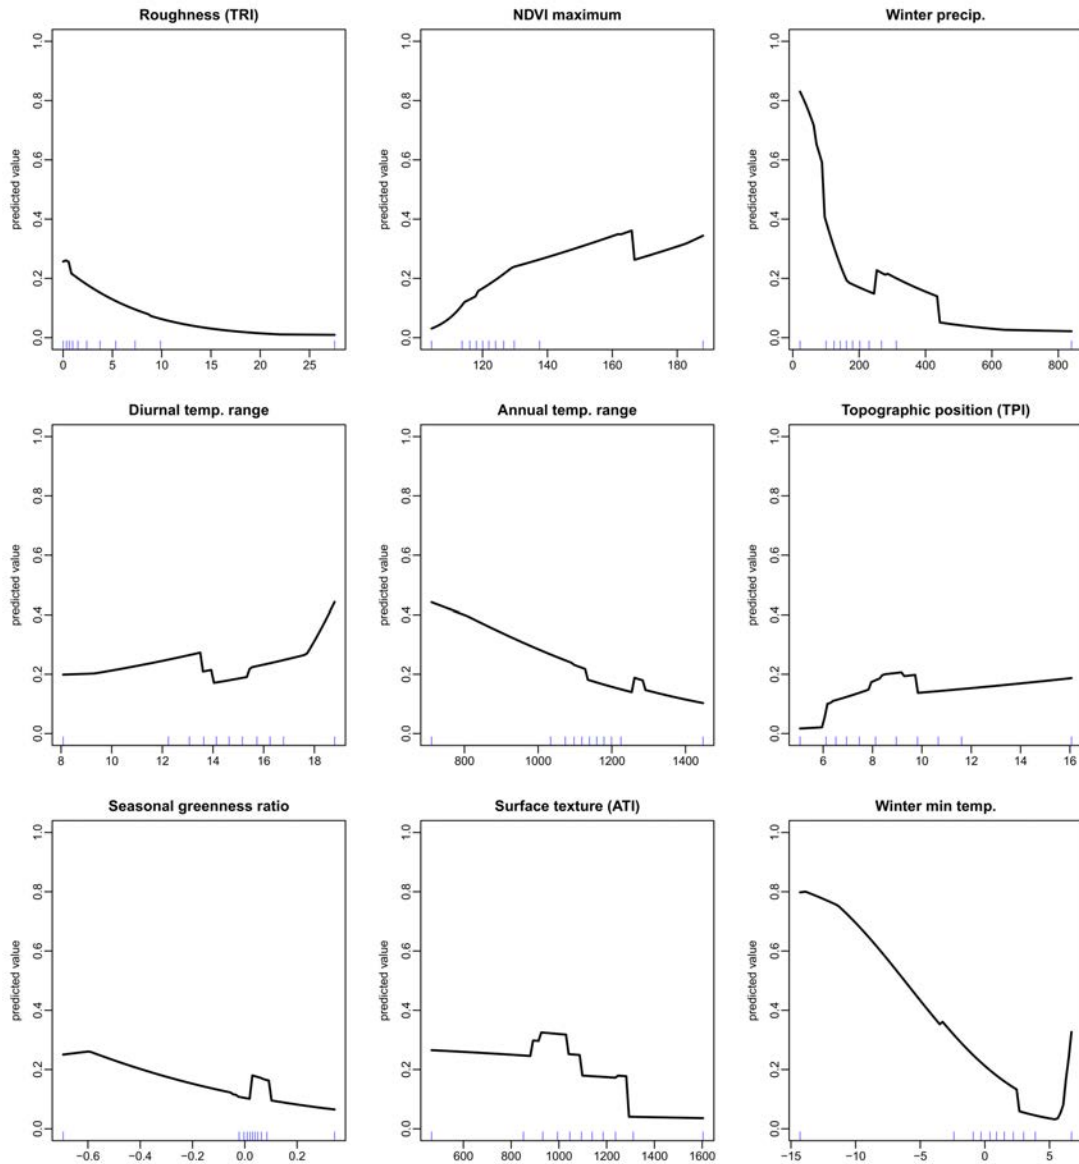 Roughness (TRI)
NDVI maximum
Winter precip.
predicted value
0.0 0.2 0.4 0.6 0.8 1.0
0 5 10 15 20 25
predicted value
0.0 0.2 0.4 0.6 0.8 1.0
120 140 160 180
predicted value
0.0 0.2 0.4 0.6 0.8 1.0
0 200 400 600 800
Diurnal temp. range
Annual temp. range
Topographic position (TPI)
predicted value
0.0 0.2 0.4 0.6 0.8 1.0
8 10 12 14 16 18
predicted value
0.0 0.2 0.4 0.6 0.8 1.0
800 1000 1200 1400
predicted value
0.0 0.2 0.4 0.6 0.8 1.0
6 8 10 12 14 16
Seasonal greenness ratio
Surface texture (ATI)
Winter min temp.
predicted value
0.0 0.2 0.4 0.6 0.8 1.0
−0.6 −0.4 −0.2 0.0 0.2
predicted value
0.0 0.2 0.4 0.6 0.8 1.0
600 800 1000 1200 1400 1600
predicted value
0.0 0.2 0.4 0.6 0.8 1.0
−15 −10 −5 0 5